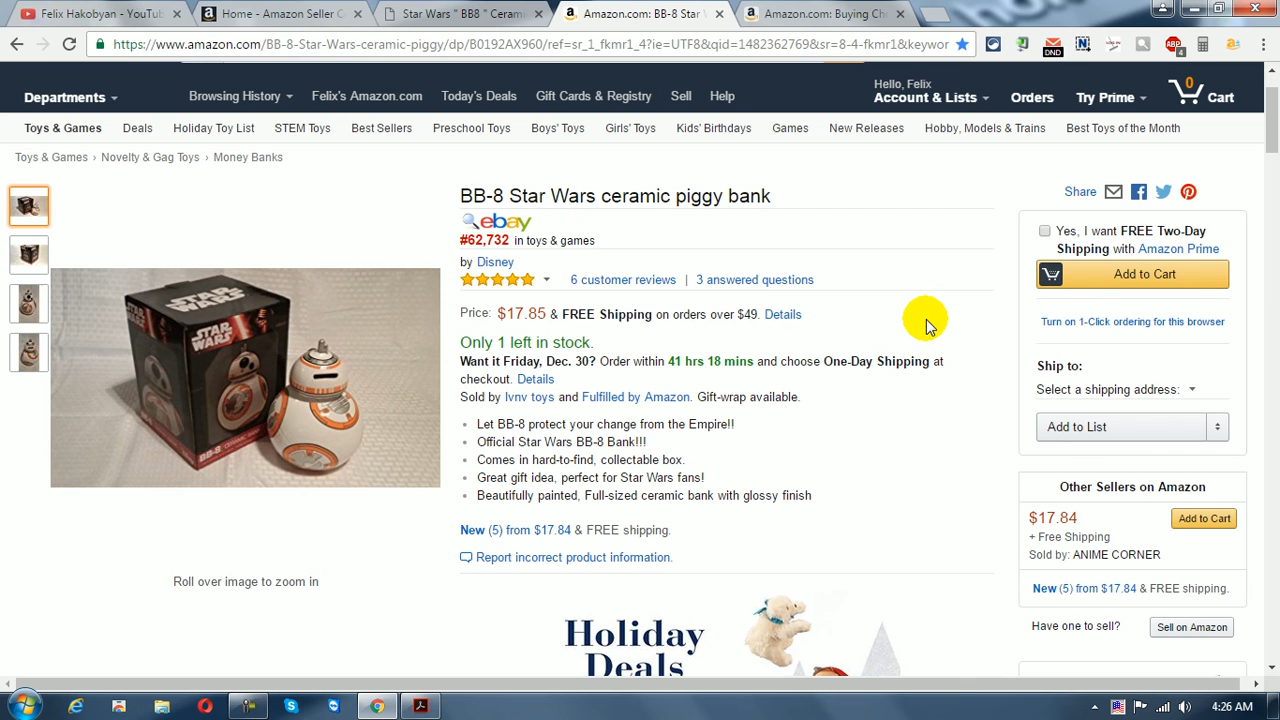 Felix Hakobyan - YouTub
Home - Amazon Seller C
Star Wars " BB8 " Cerami
Amazon.com: BB-8 Star W
Amazon.com: Buying Cho
https://www.amazon.com/BB-8-Star-Wars-ceramic-piggy/dp/B0192AX960/ref=sr_1_fkmr1_4?ie=UTF8&qid=1482362769&sr=8-4-fkmr1&keywor
DND
ABP
4
Departments
Browsing History
Felix's Amazon.com
Today's Deals
Gift Cards & Registry
Sell
Help
Hello, Felix
Account & Lists
Orders
Try Prime
0
Cart
Toys & Games
Deals
Holiday Toy List
STEM Toys
Best Sellers
Preschool Toys
Boys' Toys
Girls' Toys
Kids' Birthdays
Games
New Releases
Hobby, Models & Trains
Best Toys of the Month
Toys & Games › Novelty & Gag Toys › Money Banks
STAR WARS
STAR WARS
BB-8 Star Wars ceramic piggy bank
ebay
#62,732 in toys & games
by Disney
6 customer reviews | 3 answered questions
Price: $17.85 & FREE Shipping on orders over $49. Details
Only 1 left in stock.
Want it Friday, Dec. 30? Order within 41 hrs 18 mins and choose One-Day Shipping at
checkout. Details
Sold by lvnv toys and Fulfilled by Amazon. Gift-wrap available.
• Let BB-8 protect your change from the Empire!!
• Official Star Wars BB-8 Bank!!!
• Comes in hard-to-find, collectable box.
• Great gift idea, perfect for Star Wars fans!
• Beautifully painted, Full-sized ceramic bank with glossy finish
New (5) from $17.84 & FREE shipping.
Report incorrect product information.
Roll over image to zoom in
Holiday
Deals
Share
Yes, I want FREE Two-Day
Shipping with Amazon Prime
Add to Cart
Turn on 1-Click ordering for this browser
Ship to:
Select a shipping address:
Add to List
Other Sellers on Amazon
$17.84
Add to Cart
+ Free Shipping
Sold by: ANIME CORNER
New (5) from $17.84 & FREE shipping.
Have one to sell?
Sell on Amazon
4:26 AM